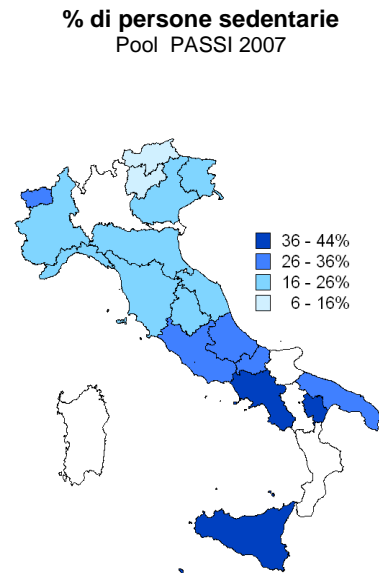 % di persone sedentarie
Pool PASSI 2007
36 - 44%
26 - 36%
16 - 26%
6 - 16%